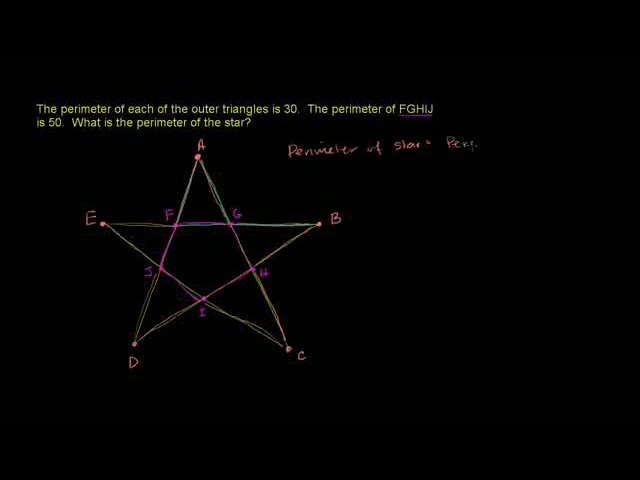 The perimeter of each of the outer triangles is 30. The perimeter of FGHIJ
is 50. What is the perimeter of the star?
A
Perimeter of star = Peri
E
F
G
B
J
H
I
D
C